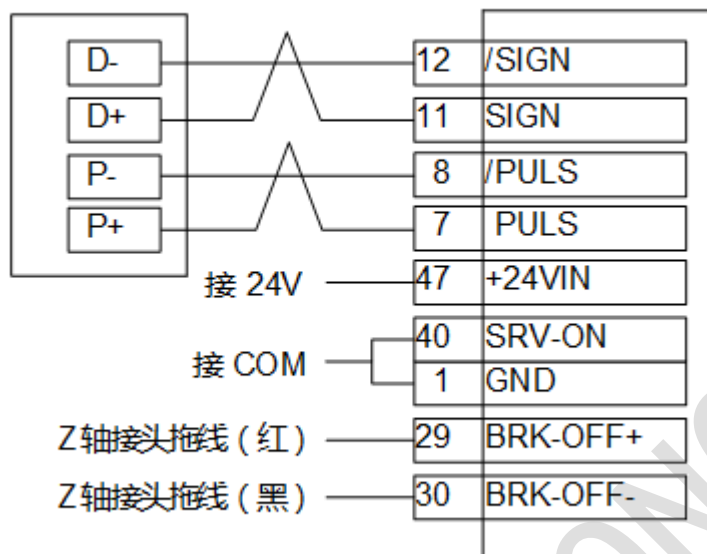 D- 12 /SIGN
D+ 11 SIGN
P- 8 /PULS
P+ 7 PULS
接 24V 47 +24VIN
40 SRV-ON
接 COM
1 GND
Z轴接头拖线（红） 29 BRK-OFF+
Z轴接头拖线（黑） 30 BRK-OFF-